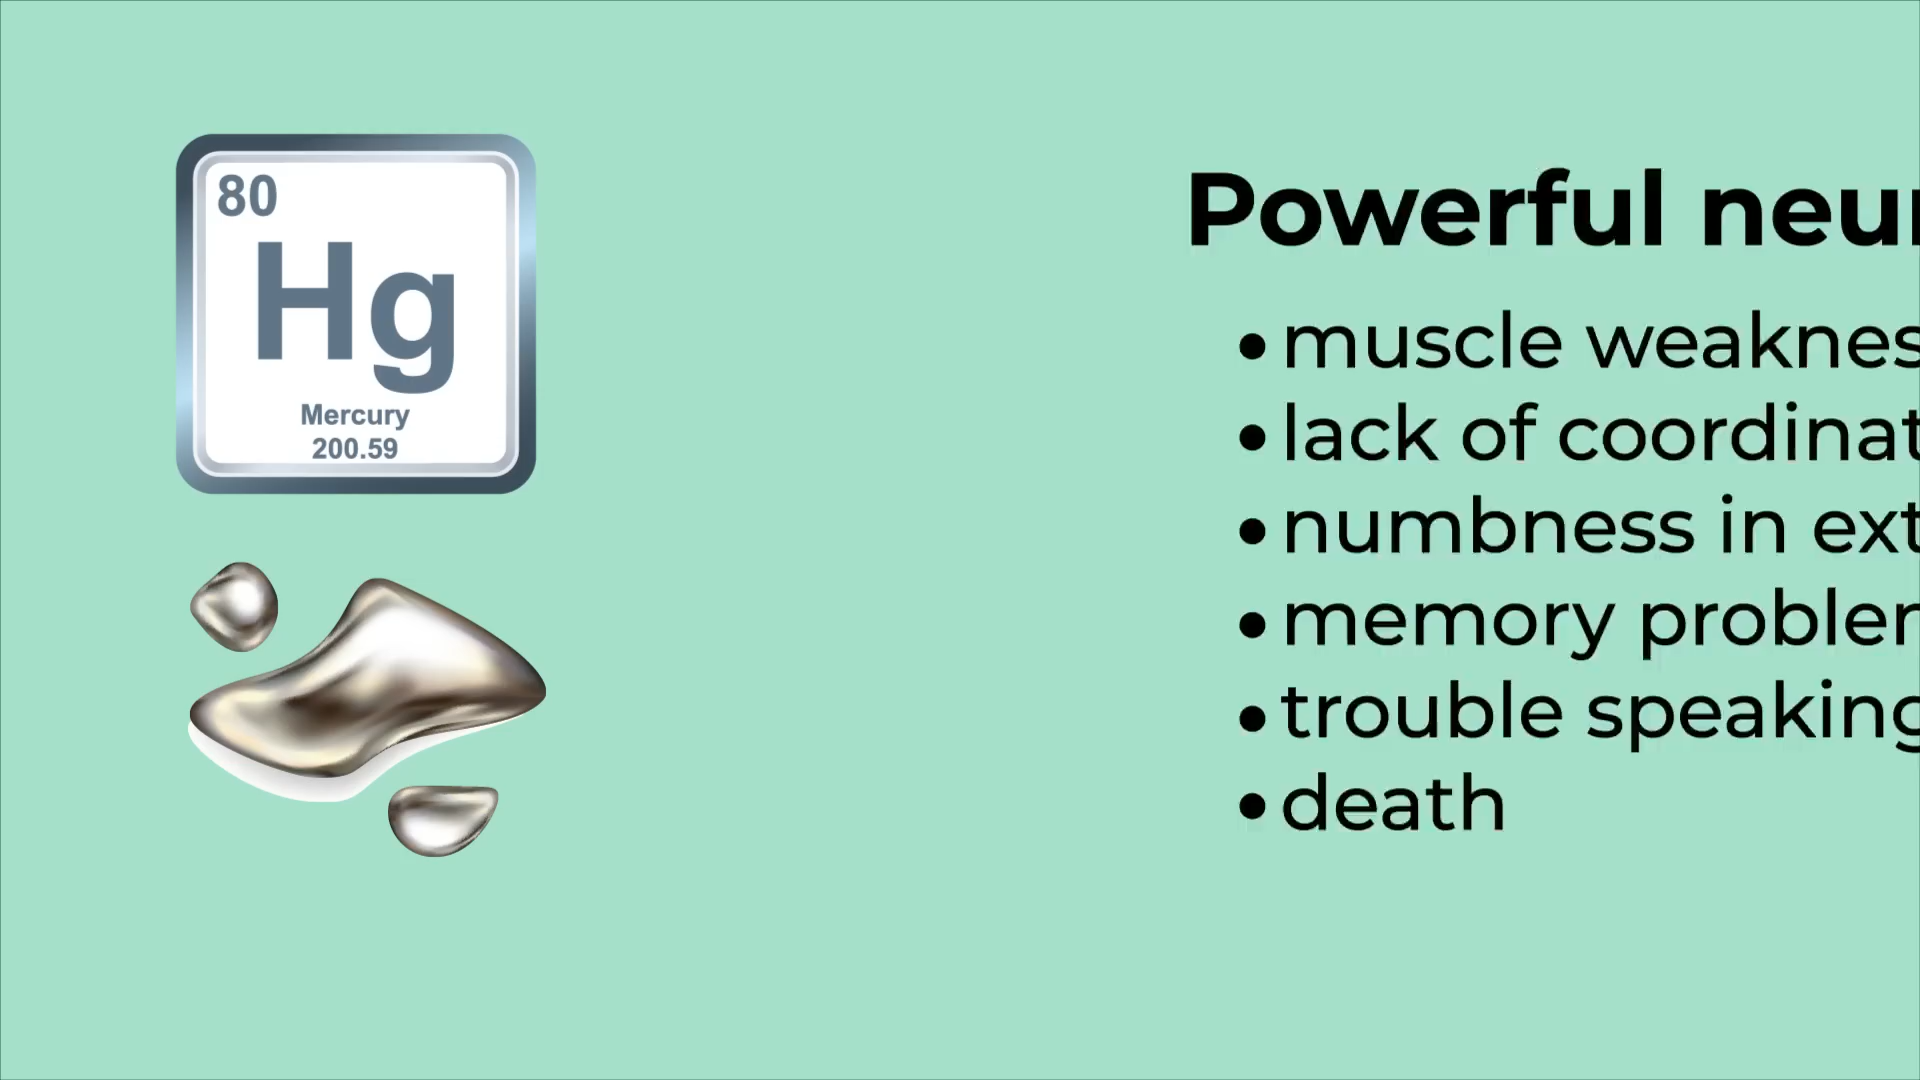 80
Hg
Mercury
200.59
Powerful neu
• muscle weaknes
• lack of coordinat
• numbness in ext
• memory proble
• trouble speaking
• death